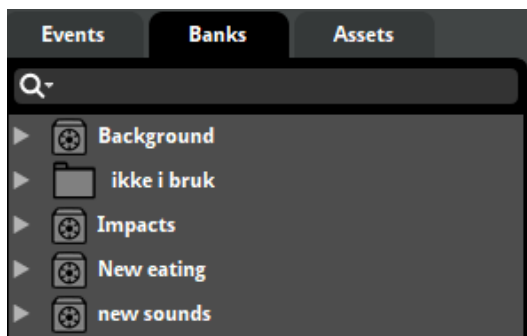 Events Banks Assets
Background
ikke i bruk
Impacts
New eating
new sounds